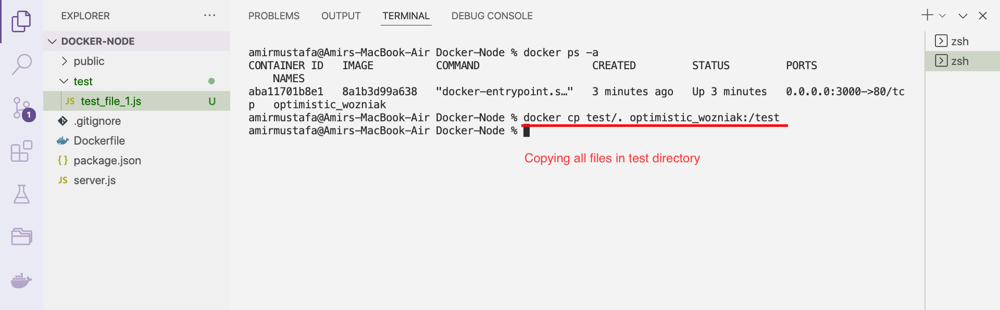 EXPLORER ···
DOCKER-NODE
public
test
JS test_file_1.js U
.gitignore
Dockerfile
{} package.json
JS server.js
1
PROBLEMS OUTPUT TERMINAL DEBUG CONSOLE
amirmustafa@Amirs-MacBook-Air Docker-Node % docker ps -a
CONTAINER ID IMAGE COMMAND CREATED STATUS PORTS
NAMES
aba11701b8e1 8a1b3d99a638 "docker-entrypoint.s…" 3 minutes ago Up 3 minutes 0.0.0.0:3000->80/tc
p optimistic_wozniak
amirmustafa@Amirs-MacBook-Air Docker-Node % docker cp test/. optimistic_wozniak:/test
amirmustafa@Amirs-MacBook-Air Docker-Node %
Copying all files in test directory
zsh
zsh